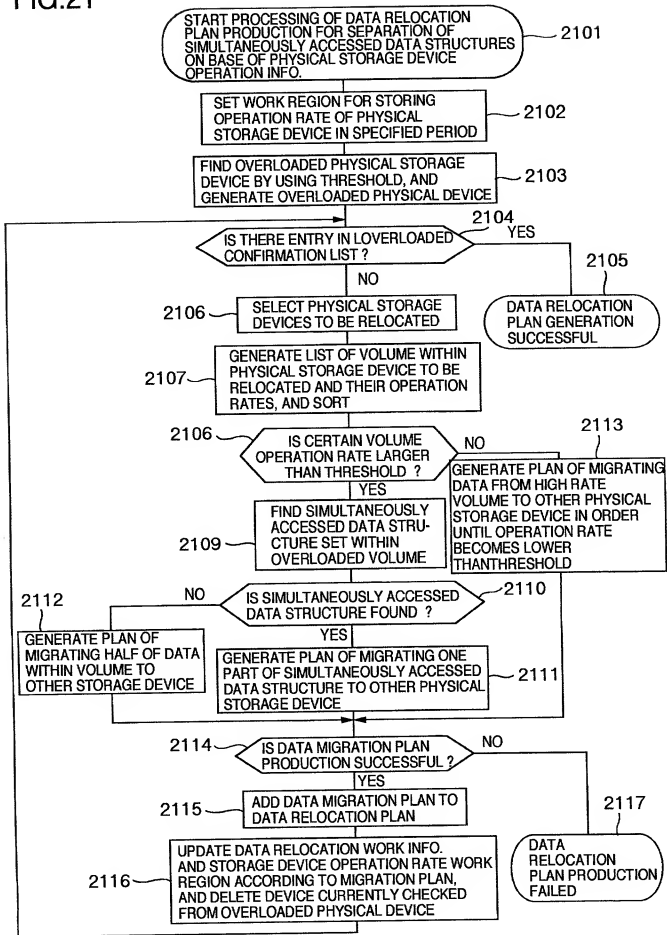 FIG.21
START PROCESSING OF DATA RELOCATION
PLAN PRODUCTION FOR SEPARATION OF
SIMULTANEOUSLY ACCESSED DATA STRUCTURES
ON BASE OF PHYSICAL STORAGE DEVICE
OPERATION INFO.
2101
SET WORK REGION FOR STORING
OPERATION RATE OF PHYSICAL
STORAGE DEVICE IN SPECIFIED PERIOD
2102
FIND OVERLOADED PHYSICAL STORAGE
DEVICE BY USING THRESHOLD, AND
GENERATE OVERLOADED PHYSICAL DEVICE
2103
2104
IS THERE ENTRY IN LOVERLOADED
CONFIRMATION LIST ?
YES
NO
2105
DATA RELOCATION
PLAN GENERATION
SUCCESSFUL
2106
SELECT PHYSICAL STORAGE
DEVICES TO BE RELOCATED
2107
GENERATE LIST OF VOLUME WITHIN
PHYSICAL STORAGE DEVICE TO BE
RELOCATED AND THEIR OPERATION
RATES, AND SORT
2106
IS CERTAIN VOLUME
OPERATION RATE LARGER
THAN THRESHOLD ?
NO
YES
2113
GENERATE PLAN OF MIGRATING
DATA FROM HIGH RATE
VOLUME TO OTHER PHYSICAL
STORAGE DEVICE IN ORDER
UNTIL OPERATION RATE
BECOMES LOWER
THANTHRESHOLD
2109
FIND SIMULTANEOUSLY
ACCESSED DATA STRU-
CTURE SET WITHIN
OVERLOADED VOLUME
2110
IS SIMULTANEOUSLY ACCESSED
DATA STRUCTURE FOUND ?
NO
YES
2112
GENERATE PLAN OF
MIGRATING HALF OF DATA
WITHIN VOLUME TO
OTHER STORAGE DEVICE
GENERATE PLAN OF MIGRATING ONE
PART OF SIMULTANEOUSLY ACCESSED
DATA STRUCTURE TO OTHER PHYSICAL
STORAGE DEVICE
2111
2114
IS DATA MIGRATION PLAN
PRODUCTION SUCCESSFUL ?
NO
YES
2115
ADD DATA MIGRATION PLAN TO
DATA RELOCATION PLAN
2117
DATA
RELOCATION
PLAN PRODUCTION
FAILED
2116
UPDATE DATA RELOCATION WORK INFO.
AND STORAGE DEVICE OPERATION RATE WORK
REGION ACCORDING TO MIGRATION PLAN,
AND DELETE DEVICE CURRENTLY CHECKED
FROM OVERLOADED PHYSICAL DEVICE